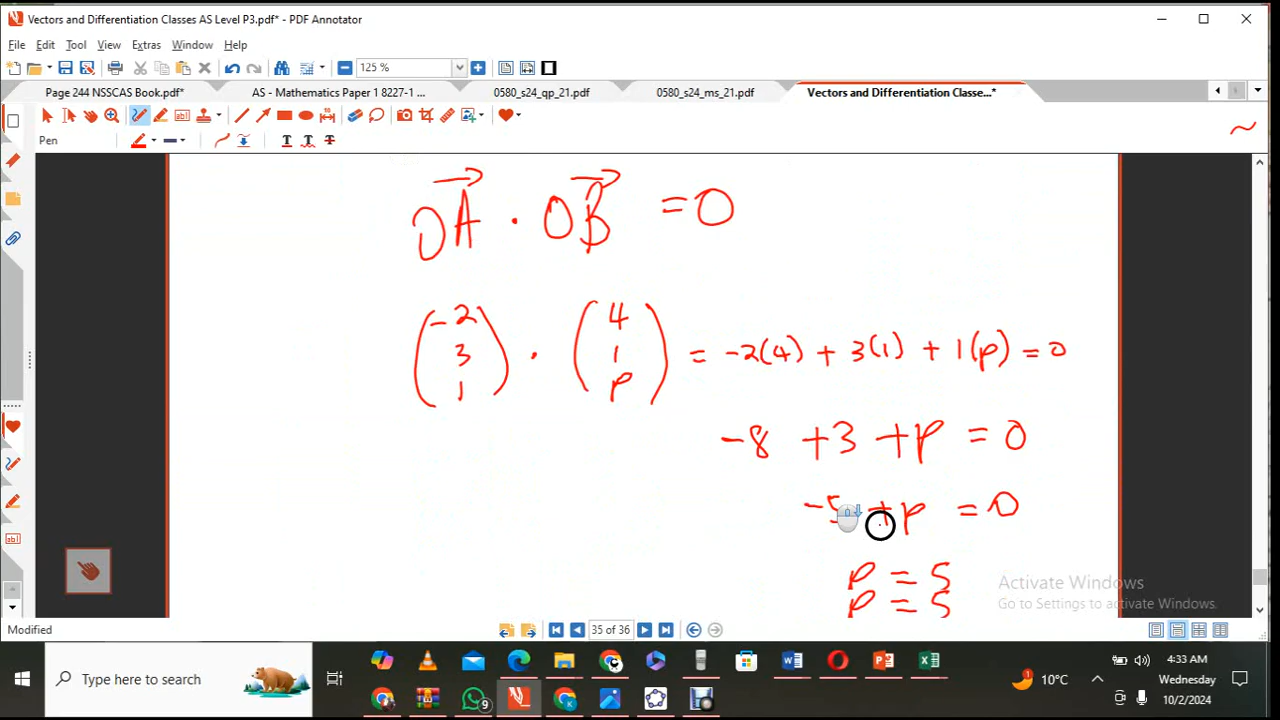 Vectors and Differentiation Classes AS Level P3.pdf* - PDF Annotator
File Edit Tool View Extras Window Help
125 %
Page 244 NSSCAS Book.pdf* AS - Mathematics Paper 1 8227-1 ... 0580_s24_qp_21.pdf 0580_s24_ms_21.pdf Vectors and Differentiation Classe...*
Pen
OA · OB = 0
(-2 3 1) · (4 1 p) = -2(4) + 3(1) + 1(p) = 0
-8 +3 +p = 0
-5 +p = 0
p = 5
p = 5
Activate Windows
Go to Settings to activate Windows.
Modified
35 of 36
Type here to search
9
10°C
4:33 AM
Wednesday
10/2/2024